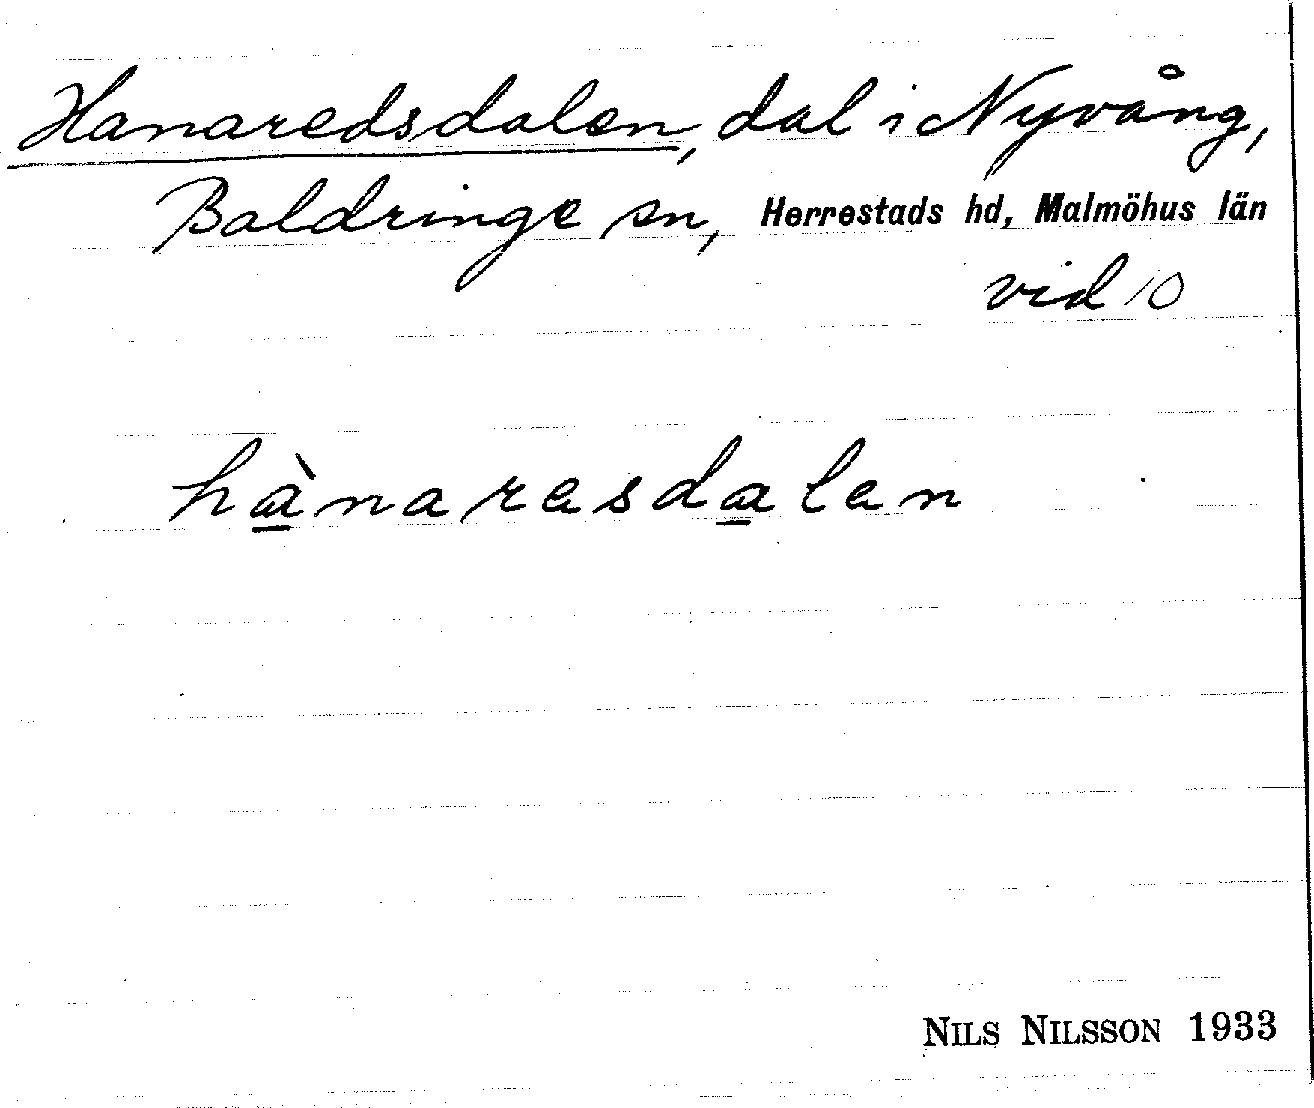 Hanaredsdalen, dal i Nyvång,
Baldringe sn, Herrestads hd, Malmöhus län
vid 10
hànaresdalen
NILS NILSSON 1933